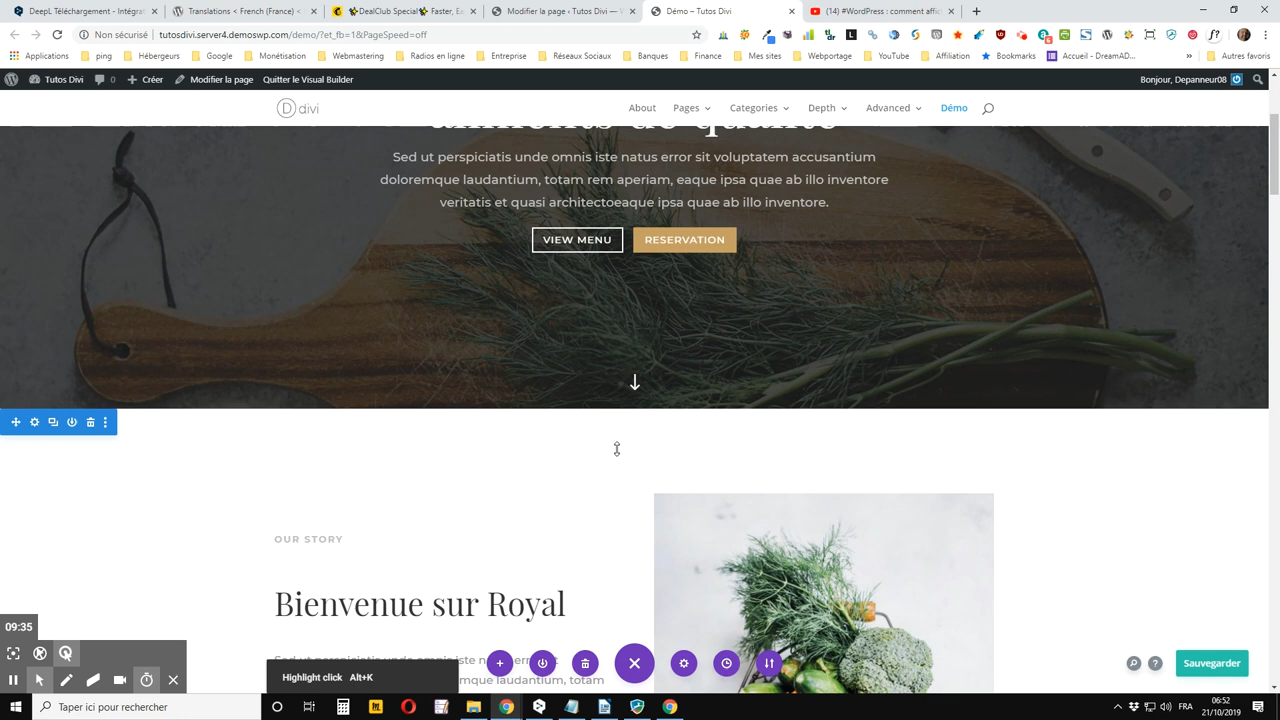 DeepL Téléchargement - Intégrat
Translations < French (France) <
🐵DealClub Special🐵 Faster, Ea
Modifier la page ‹ Tutos Divi — V
Démo – Tutos Divi
(14) #WordPress : comment affic
Non sécurisé | tutosdivi.server4.demoswp.com/demo/?et_fb=1&PageSpeed=off
Applications ping Hébergeurs Google Monétisation Webmastering Radios en ligne Entreprise Réseaux Sociaux Banques Finance Mes sites Webportage YouTube Affiliation Bookmarks Accueil - DreamAD... » Autres favoris
Tutos Divi 0 Créer Modifier la page Quitter le Visual Builder Bonjour, Depanneur08
divi About Pages Categories Depth Advanced Démo
aliments de qualité
Sed ut perspiciatis unde omnis iste natus error sit voluptatem accusantium
doloremque laudantium, totam rem aperiam, eaque ipsa quae ab illo inventore
veritatis et quasi architectoeaque ipsa quae ab illo inventore.
VIEW MENU RESERVATION
OUR STORY
Bienvenue sur Royal
09:35
Highlight click Alt+K
Sauvegarder
Taper ici pour rechercher
FRA
06:52
21/10/2019